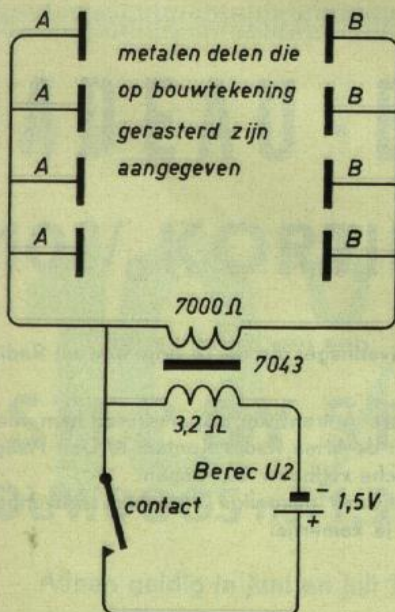 A B
metalen delen die
op bouwtekening
A B
gerasterd zijn
A B
aangegeven
A B
7000 Ω
7043
3,2 Ω
Berec U2
1,5V
+
contact